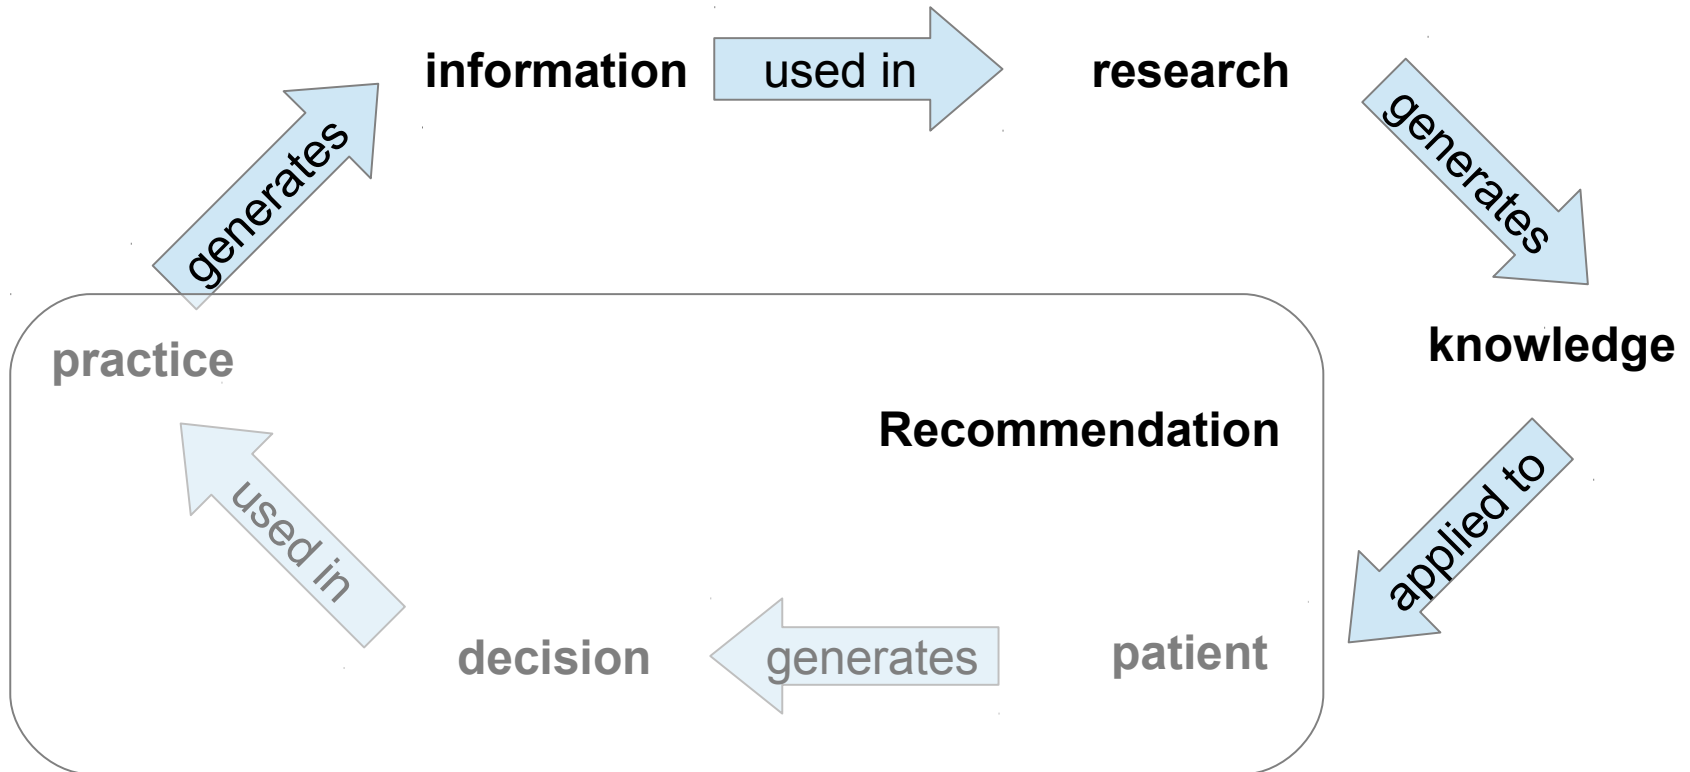 information
used in
research
generates
generates
practice
knowledge
Recommendation
used in
applied to
decision
generates
patient